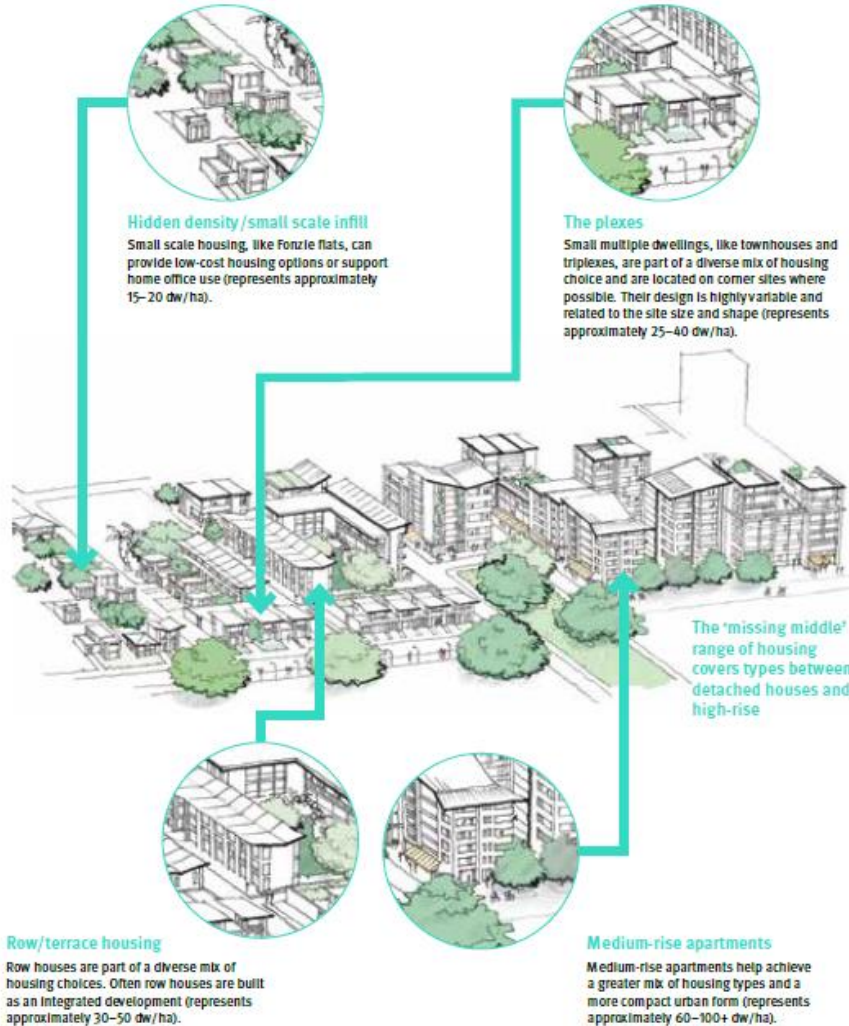 Hidden density/small scale infill
Small scale housing, like Fonzie flats, can
provide low-cost housing options or support
home office use (represents approximately
15–20 dw/ha).
The plexes
Small multiple dwellings, like townhouses and
triplexes, are part of a diverse mix of housing
choice and are located on corner sites where
possible. Their design is highly variable and
related to the site size and shape (represents
approximately 25–40 dw/ha).
The ‘missing middle’
range of housing
covers types between
detached houses and
high-rise
Row/terrace housing
Row houses are part of a diverse mix of
housing choices. Often row houses are built
as an integrated development (represents
approximately 30–50 dw/ha).
Medium-rise apartments
Medium-rise apartments help achieve
a greater mix of housing types and a
more compact urban form (represents
approximately 60–100+ dw/ha).